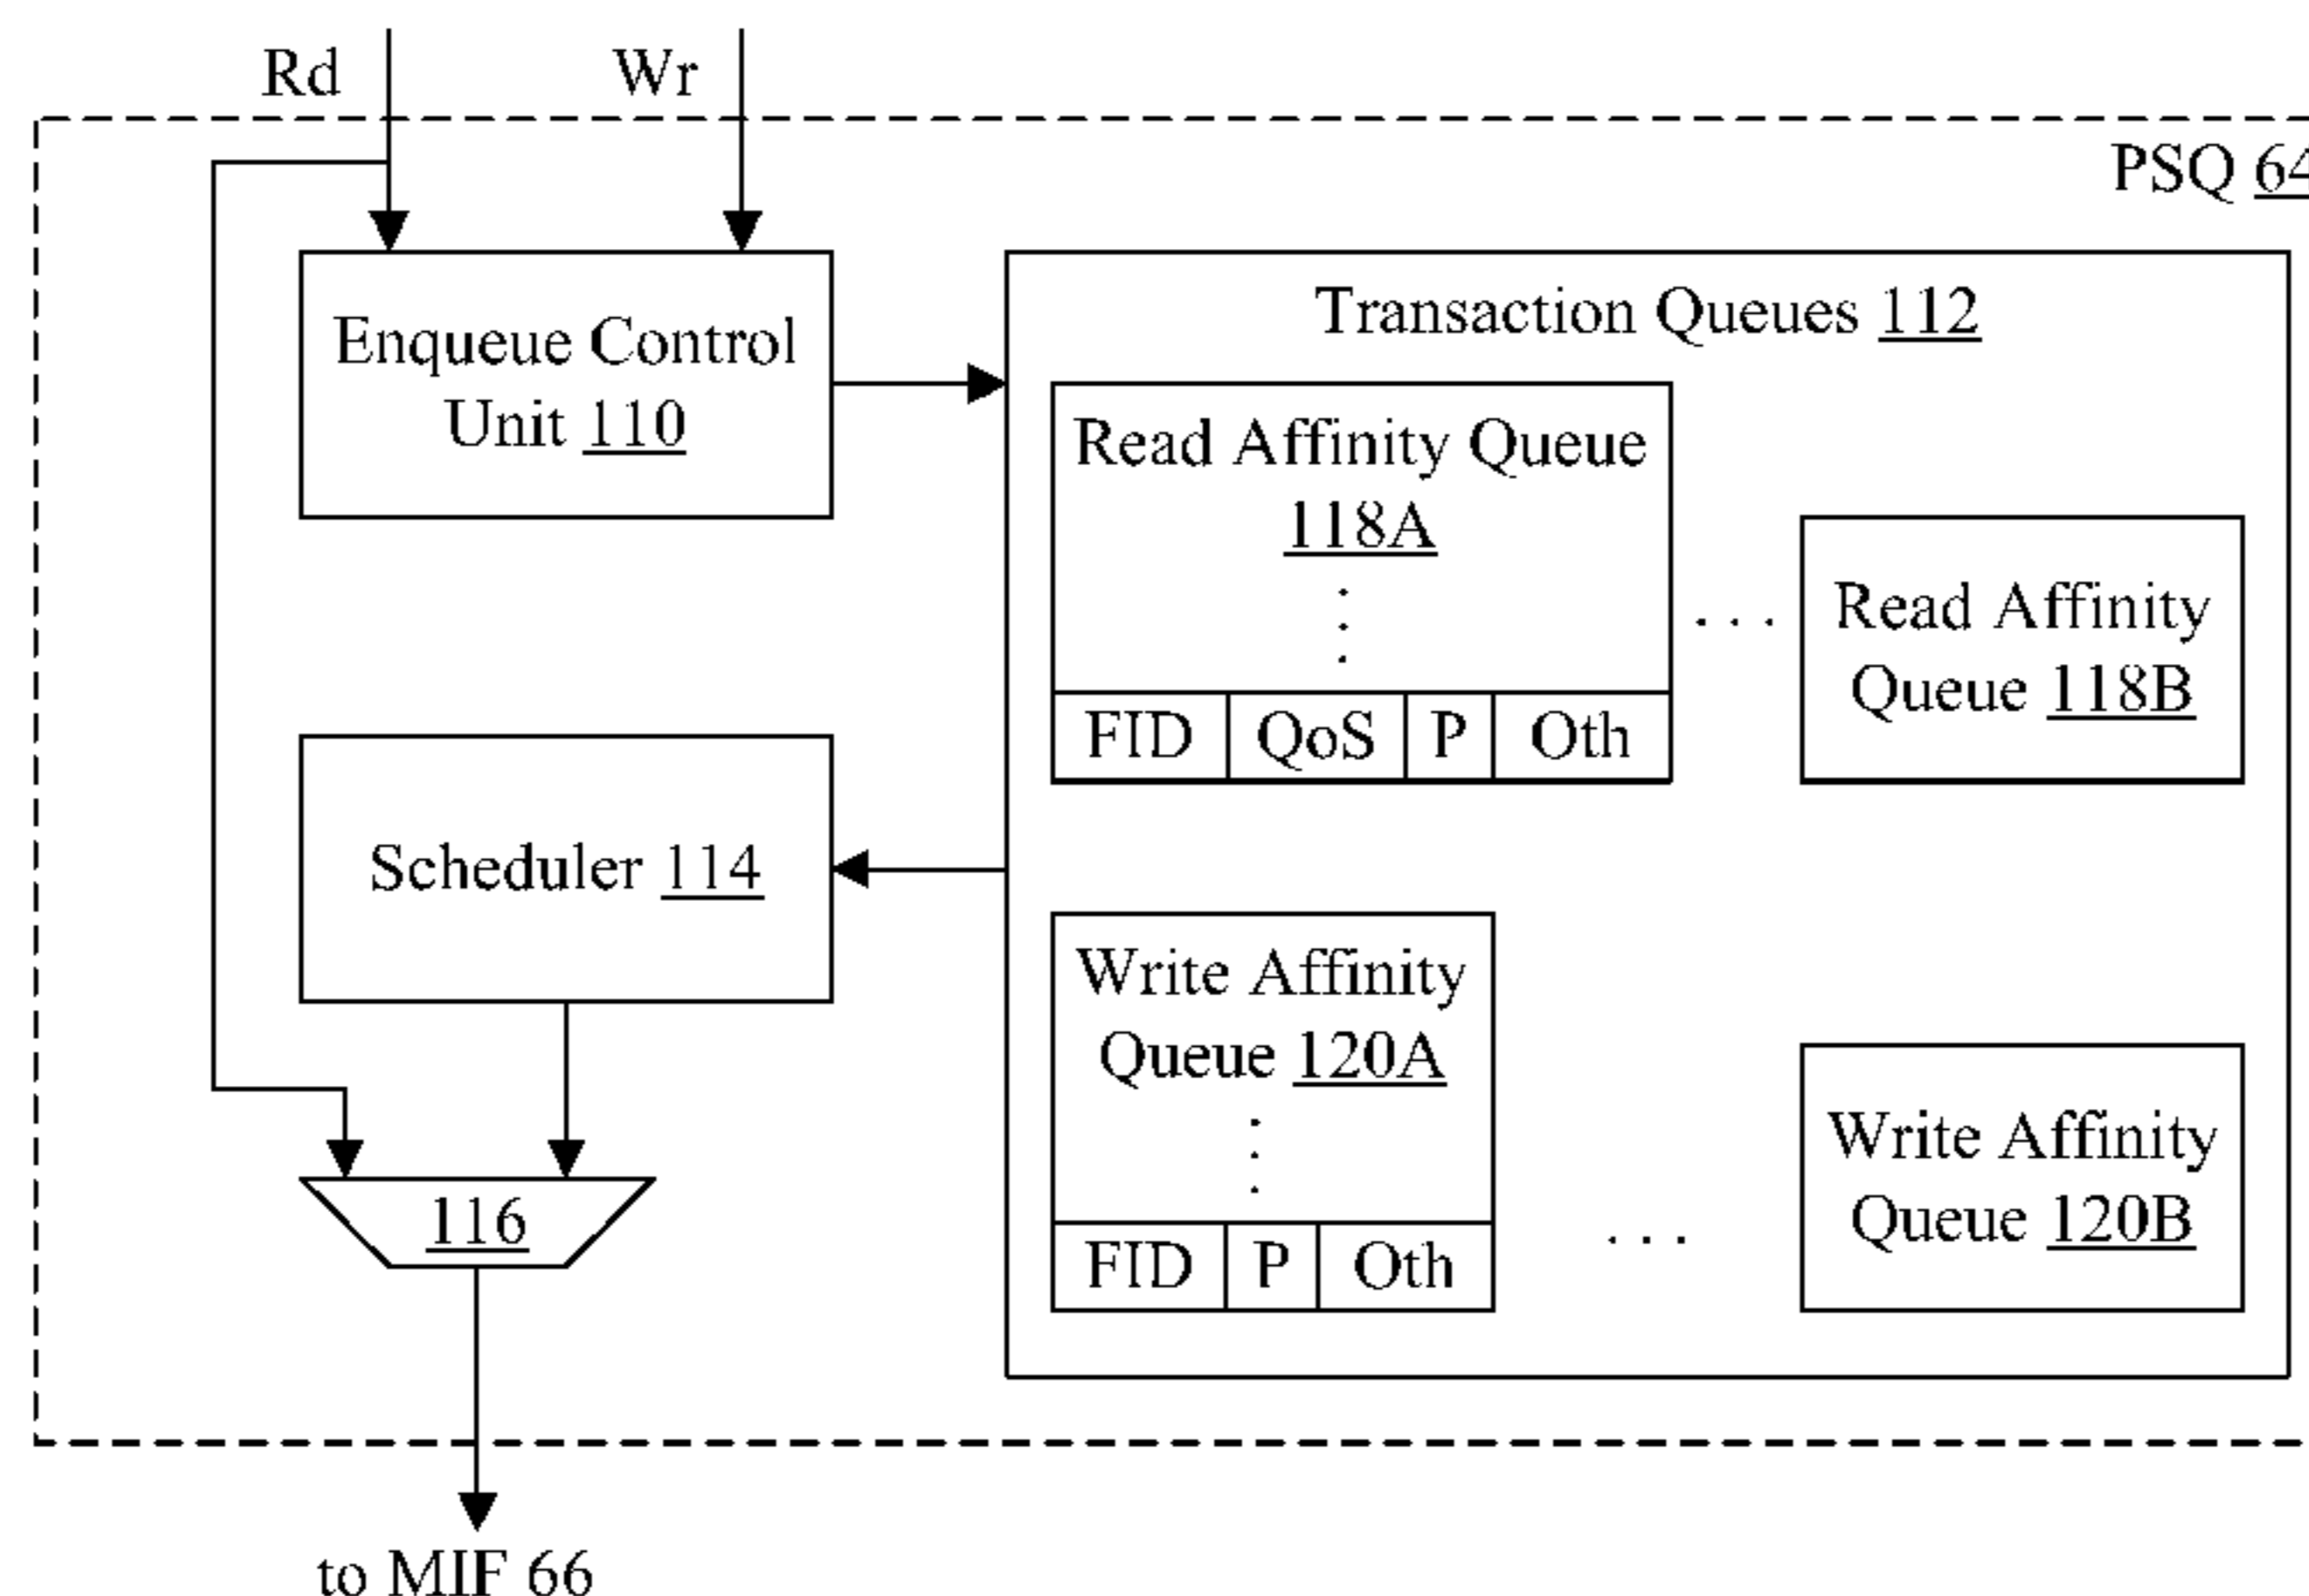 Rd
Wr
PSQ 64
Enqueue Control
Unit 110
Transaction Queues 112
Read Affinity Queue
118A
Read Affinity
Queue 118B
FID QoS P Oth
Scheduler 114
Write Affinity
Queue 120A
Write Affinity
Queue 120B
FID P Oth
116
to MIF 66